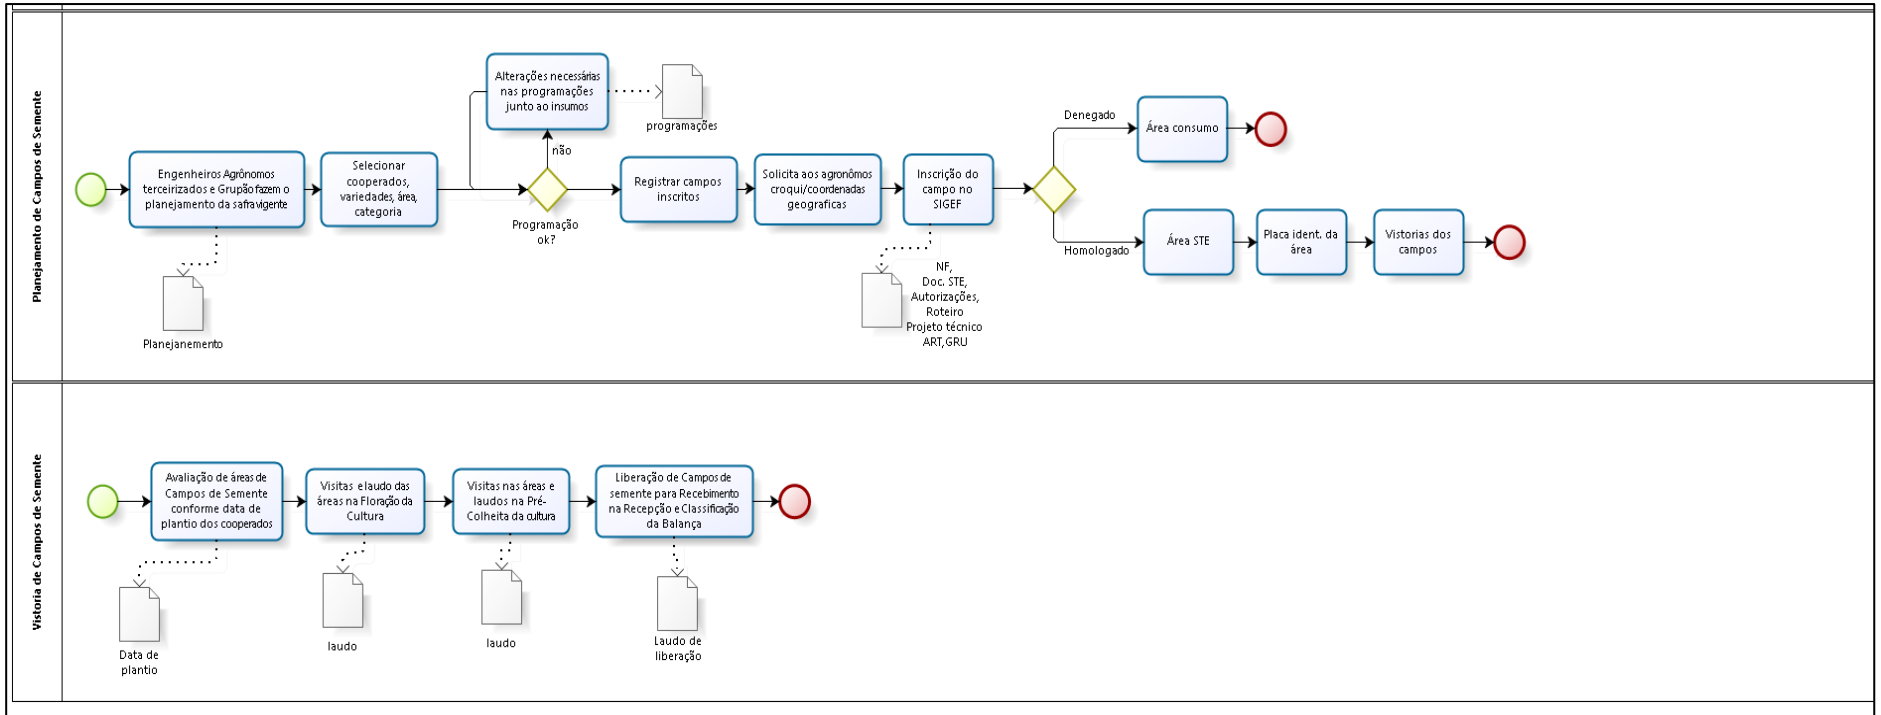 Planejamento de Campos de Semente
Engenheiros Agrônomos
terceirizados e Grupão fazem o
planejamento da safra vigente
Planejanemento
Selecionar
cooperados,
variedades, área,
categoria
Alterações necessárias
nas programações
junto ao insumos
programações
não
Programação
ok?
Registrar campos
inscritos
Solicita aos agronômos
croqui/coordenadas
geograficas
Inscrição do
campo no
SIGEF
NF,
Doc. STE,
Autorizações,
Roteiro
Projeto técnico
ART,GRU
Denegado
Área consumo
Homologado
Área STE
Placa ident. da
área
Vistorias dos
campos
Vistoria de Campos de Semente
Avaliação de áreas de
Campos de Semente
conforme data de
plantio dos cooperados
Data de
plantio
Visitas e laudo das
áreas na Floração da
Cultura
laudo
Visitas nas áreas e
laudos na Pré-
Colheita da cultura
laudo
Liberação de Campos de
semente para Recebimento
na Recepção e Classificação
da Balança
Laudo de
liberação